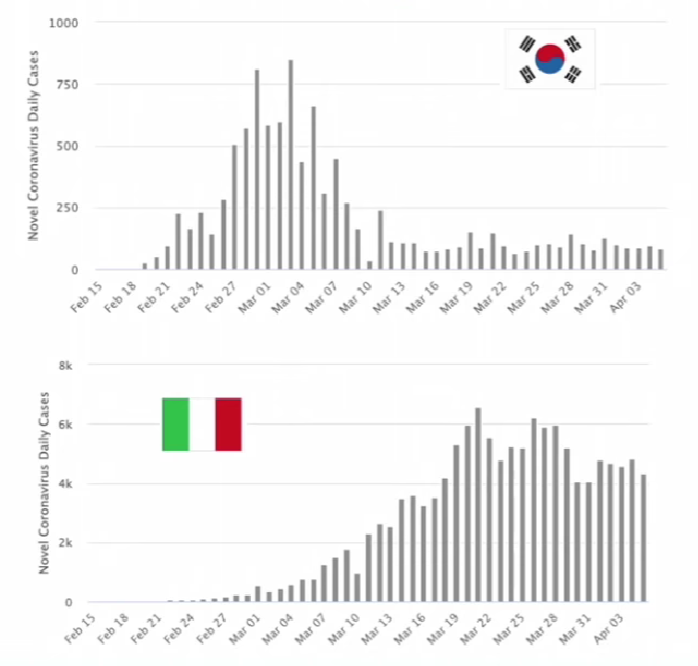 Novel Coronavirus Daily Cases
1000
750
500
250
0
Feb 15
Feb 18
Feb 21
Feb 24
Feb 27
Mar 01
Mar 04
Mar 07
Mar 10
Mar 13
Mar 16
Mar 19
Mar 22
Mar 25
Mar 28
Mar 31
Apr 03
Novel Coronavirus Daily Cases
8k
6k
4k
2k
0
Feb 15
Feb 18
Feb 21
Feb 24
Feb 27
Mar 01
Mar 04
Mar 07
Mar 10
Mar 13
Mar 16
Mar 19
Mar 22
Mar 25
Mar 28
Mar 31
Apr 03